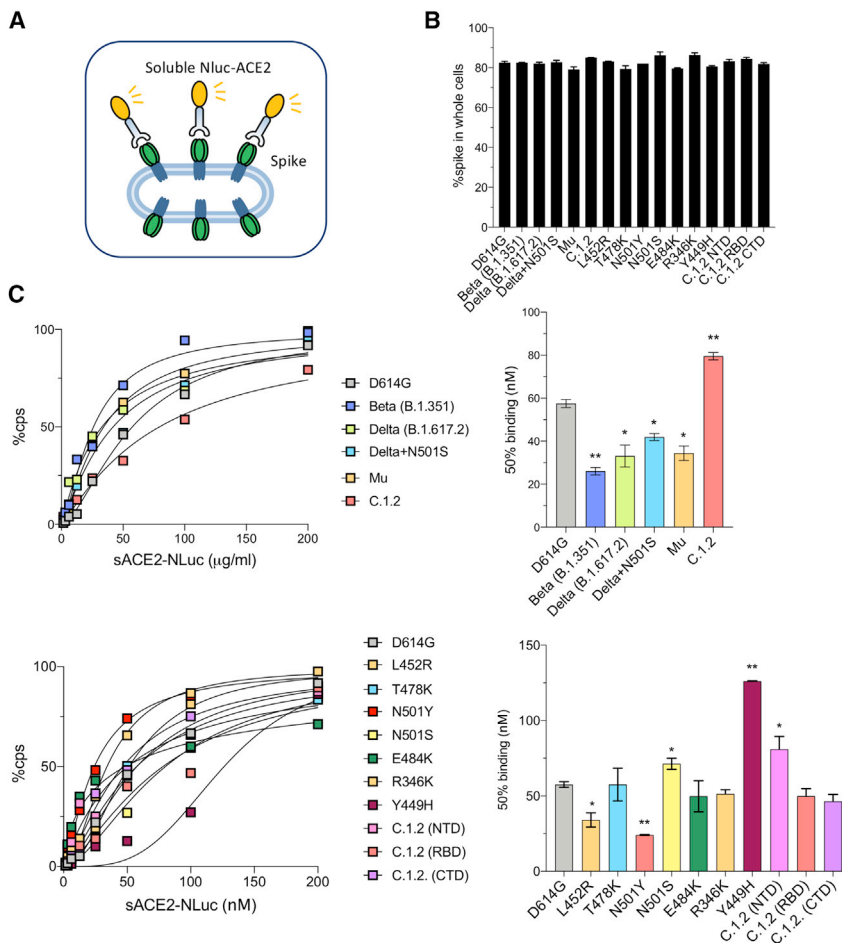 A
Soluble Nluc-ACE2
Spike
B
%spike in whole cells
100
80
60
40
20
0
D614G
Beta (B.1.351)
Delta (B.1.617.2)
Delta+N501S
Mu
C.1.2
L452R
T478K
N501Y
N501S
E484K
R346K
Y449H
C.1.2 NTD
C.1.2 RBD
C.1.2 CTD
C
%cps
100
50
0
0
50
100
150
200
sACE2-NLuc (μg/ml)
D614G
Beta (B.1.351)
Delta (B.1.617.2)
Delta+N501S
Mu
C.1.2
50% binding (nM)
100
80
60
40
20
0
**
*
*
*
**
D614G
Beta (B.1.351)
Delta (B.1.617.2)
Delta+N501S
Mu
C.1.2
%cps
100
50
0
0
50
100
150
200
sACE2-NLuc (nM)
D614G
L452R
T478K
N501Y
N501S
E484K
R346K
Y449H
C.1.2 (NTD)
C.1.2 (RBD)
C.1.2. (CTD)
50% binding (nM)
150
100
50
0
*
**
*
**
*
D614G
L452R
T478K
N501Y
N501S
E484K
R346K
Y449H
C.1.2 (NTD)
C.1.2 (RBD)
C.1.2. (CTD)